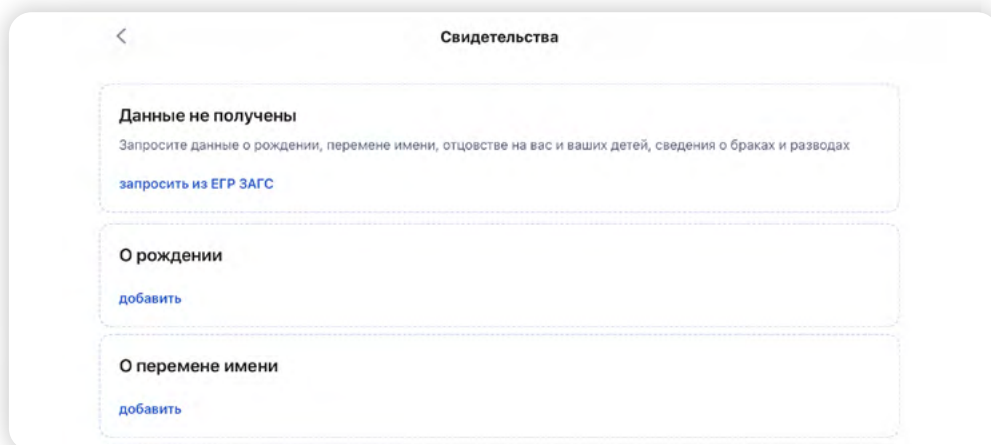 Свидетельства
Данные не получены
Запросите данные о рождении, перемене имени, отцовстве на вас и ваших детей, сведения о браках и разводах
запросить из ЕГР ЗАГС
О рождении
добавить
О перемене имени
добавить